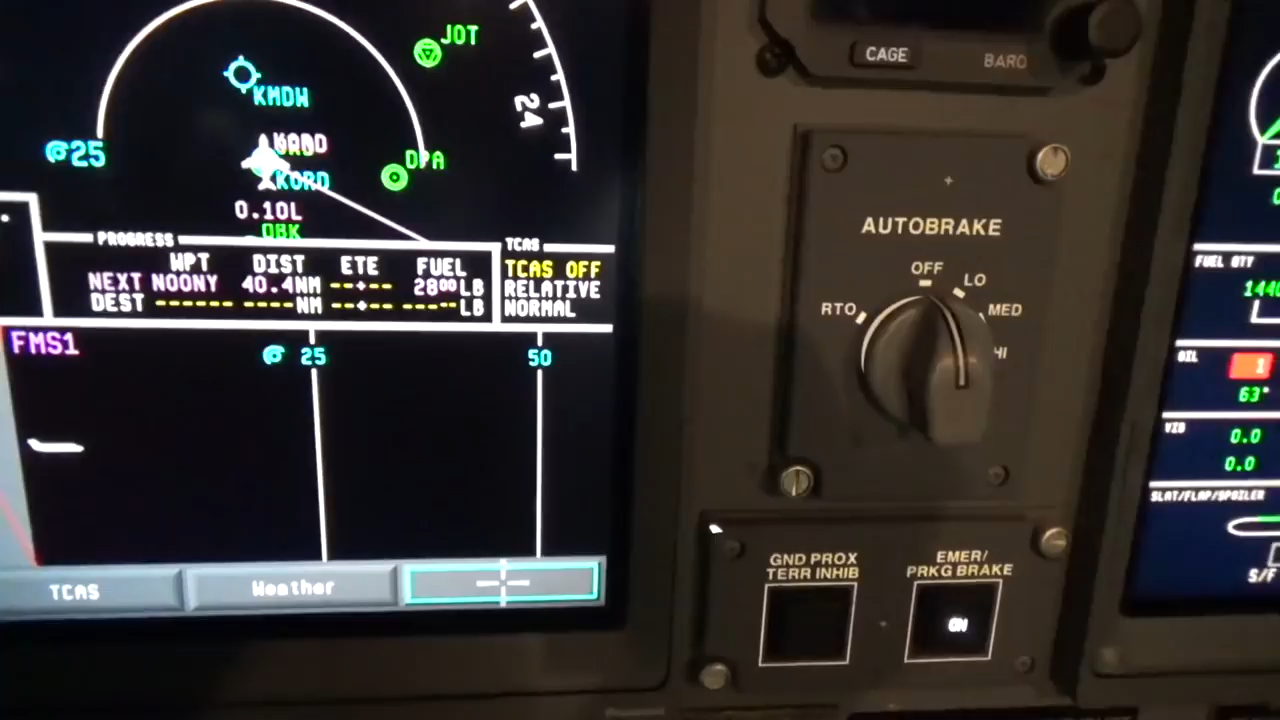 JOT
24
KMDW
25
DPA
KORD
0.10L
OBK
CAGE
BARO
PROGRESS
WPT DIST ETE FUEL
NEXT NOONY 40.4NM --+-- 2800LB
DEST ------ ----NM --+-- ----LB
TCAS
TCAS OFF
RELATIVE
NORMAL
FMS1
25 50
TCAS
Weather
AUTOBRAKE
OFF
LO
RTO
MED
HI
GND PROX
TERR INHIB
EMER/
PRKG BRAKE
ON
FUEL QTY
OIL
1
63°
VIB
0.0
0.0
SLAT/FLAP/SPOILER
S/F